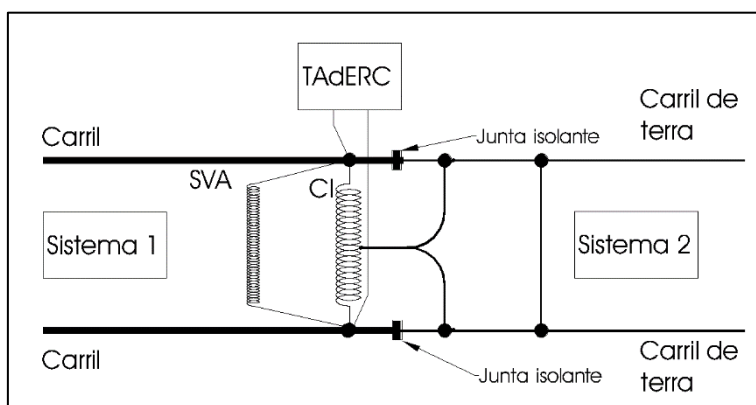 TAdERC
Carril
Junta isolante
Carril de
terra
SVA
CI
Sistema 1
Sistema 2
Carril
Junta isolante
Carril de
terra